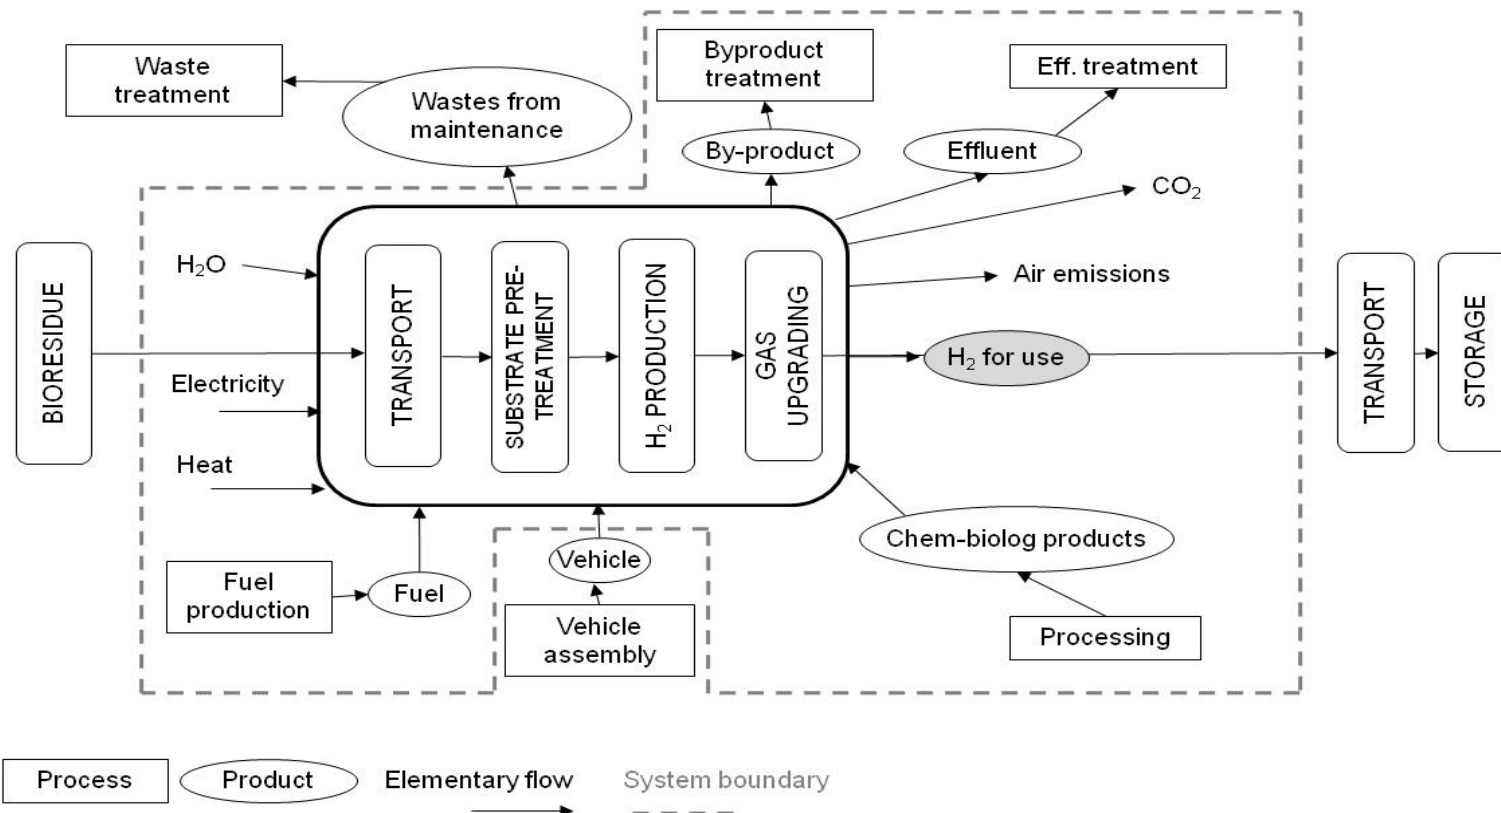 Waste
treatment
Wastes from
maintenance
Byproduct
treatment
Eff. treatment
By-product
Effluent
CO₂
H₂O
Air emissions
BIORESIDUE
TRANSPORT
SUBSTRATE PRE-
TREATMENT
H₂ PRODUCTION
GAS
UPGRADING
H₂ for use
TRANSPORT
STORAGE
Electricity
Heat
Fuel
production
Fuel
Vehicle
Vehicle
assembly
Chem-biolog products
Processing
Process
Product
Elementary flow
System boundary